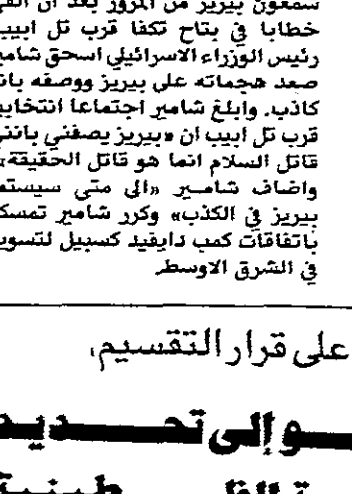 شمعون بيريز من المرور بعد ان القى
خطابا في بتاح تكفا قرب تل ابيب
رئيس الوزراء الاسرائيلي اسحق شامير
صعد هجماته على بيريز ووصفه بانه
كاذب. وابلغ شامير اجتماعا انتخابيا
قرب تل ابيب ان «بيريز يصفني بانني
قاتل السلام انما هو قاتل الحقيقة»
واضاف شامير «الى متى سيستمر
بيريز في الكذب» وكرر شامير تمسكه
باتفاقات كمب دايفيد كسبيل لتسوية
في الشرق الاوسط.
على قرار التقسيم،
ـو إلى تحـــديد